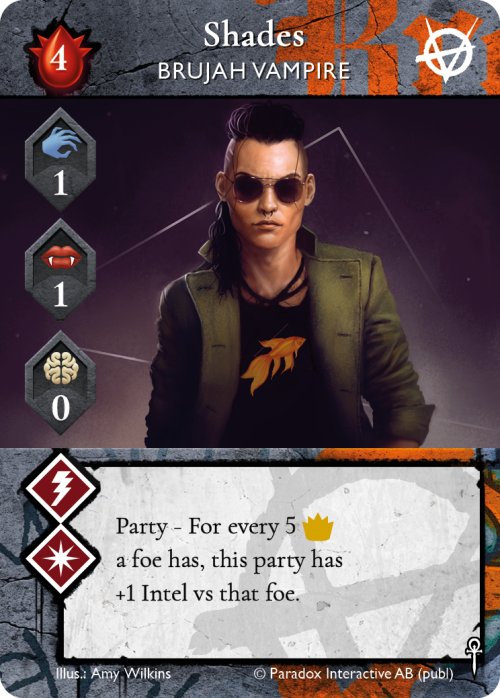 4
Shades
BRUJAH VAMPIRE
1
1
0
Party - For every 5
a foe has, this party has
+1 Intel vs that foe.
Illus.: Amy Wilkins
© Paradox Interactive AB (publ)